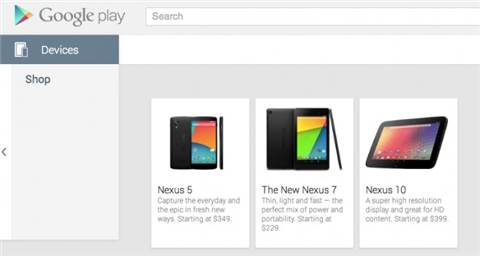 Google play
Search
Devices
Shop
Nexus 5
Capture the everyday and
the epic in fresh new
ways. Starting at $349.
The New Nexus 7
Thin, light and fast — the
perfect mix of power and
portability. Starting at
$229.
Nexus 10
A super high resolution
display and great for HD
content. Starting at $399.